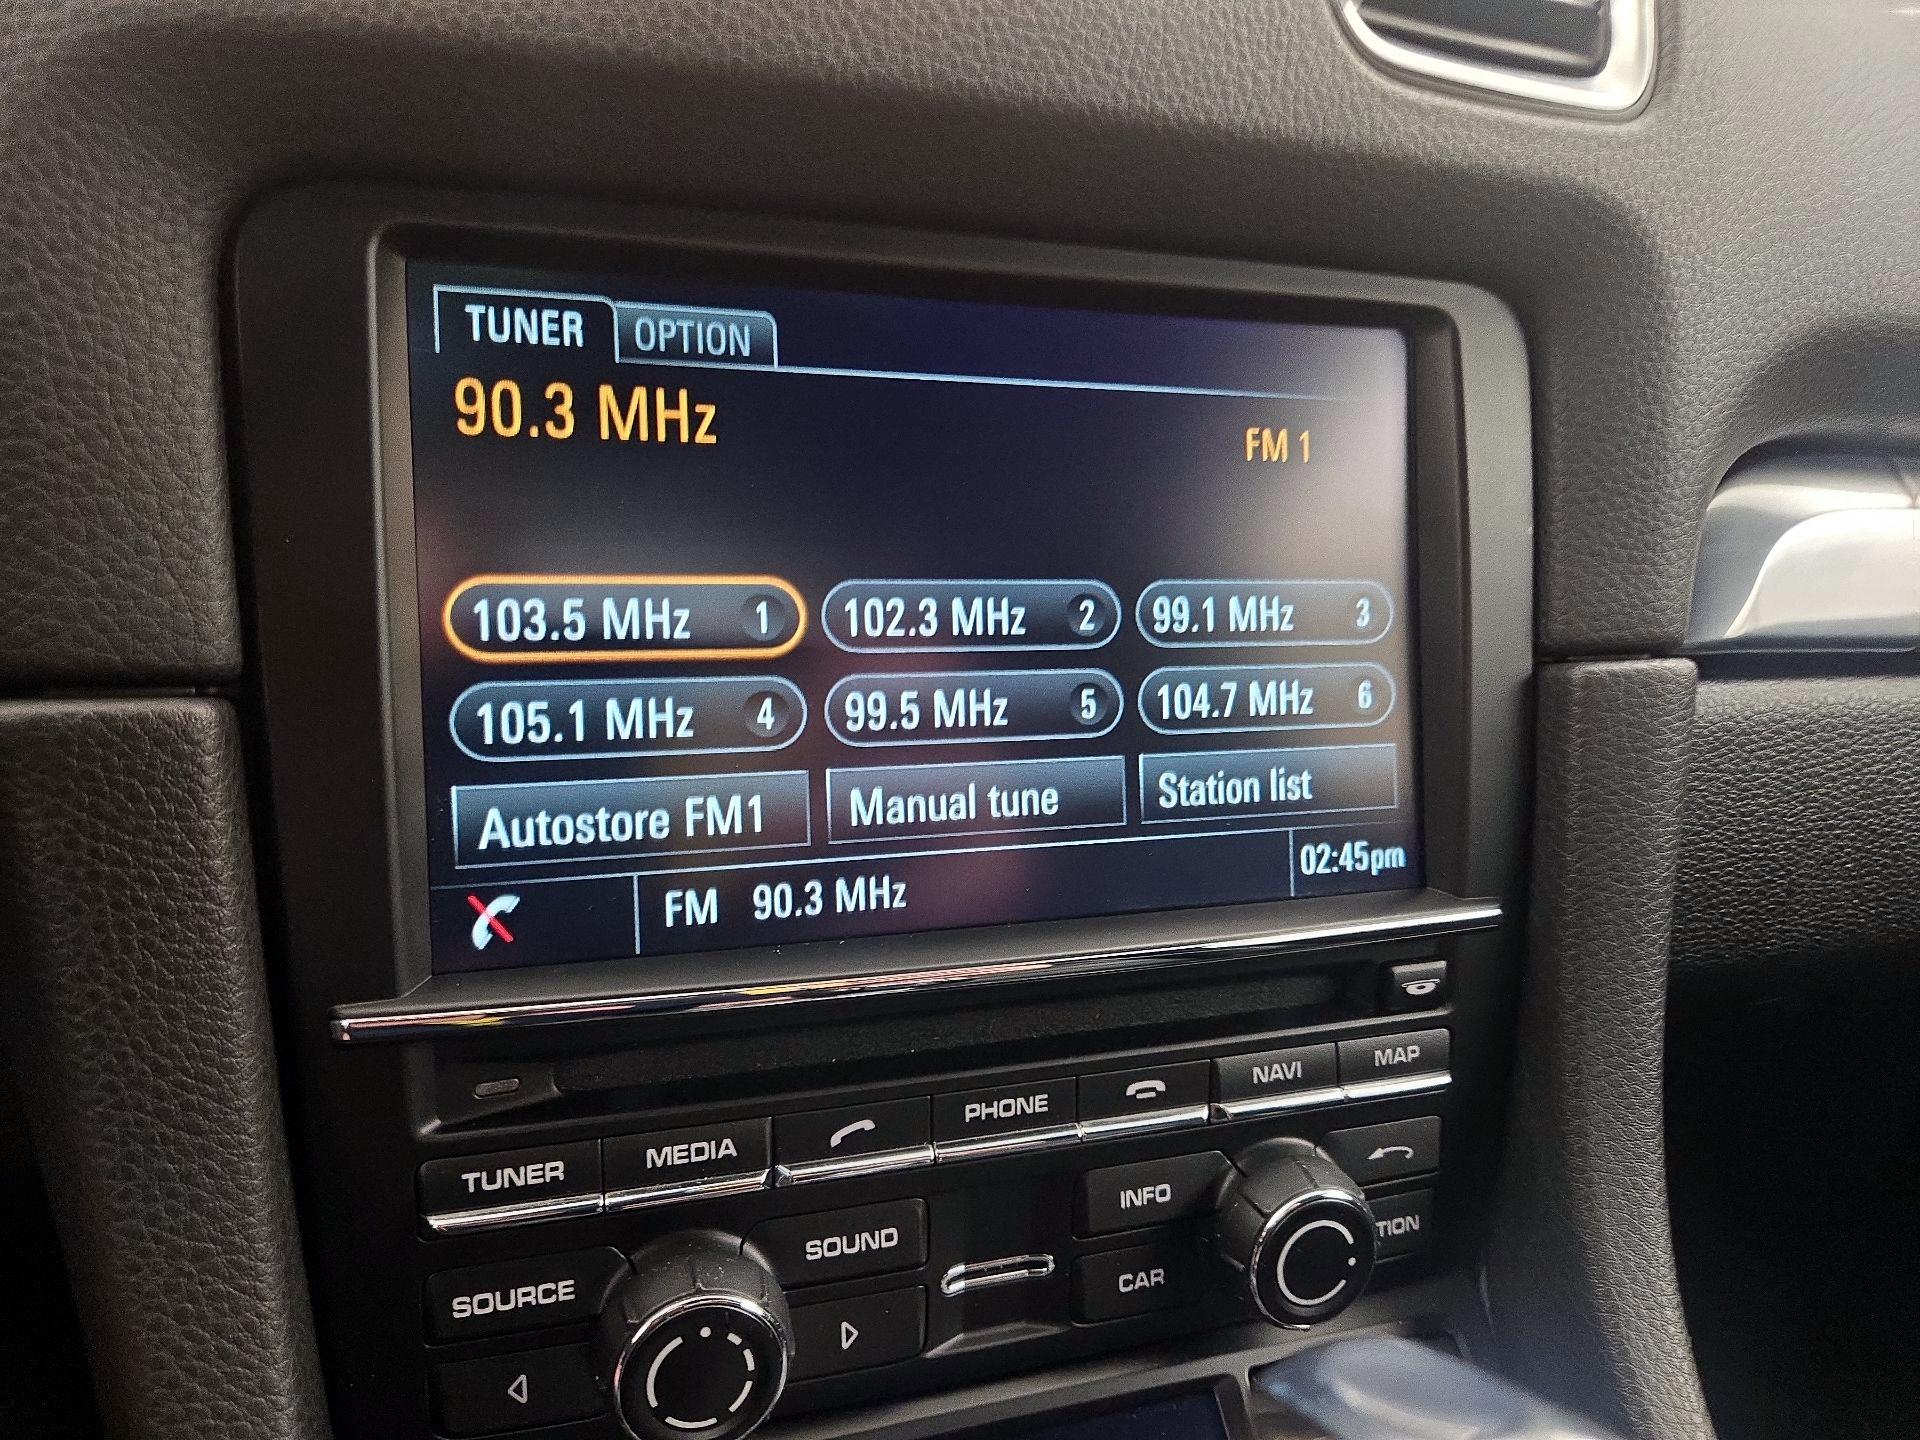 TUNER OPTION
90.3 MHz
FM 1
103.5 MHz 1 102.3 MHz 2 99.1 MHz 3
105.1 MHz 4 99.5 MHz 5 104.7 MHz 6
Autostore FM1 Manual tune Station list
FM 90.3 MHz 02:45pm
TUNER MEDIA PHONE NAVI MAP
SOURCE SOUND INFO TION
CAR